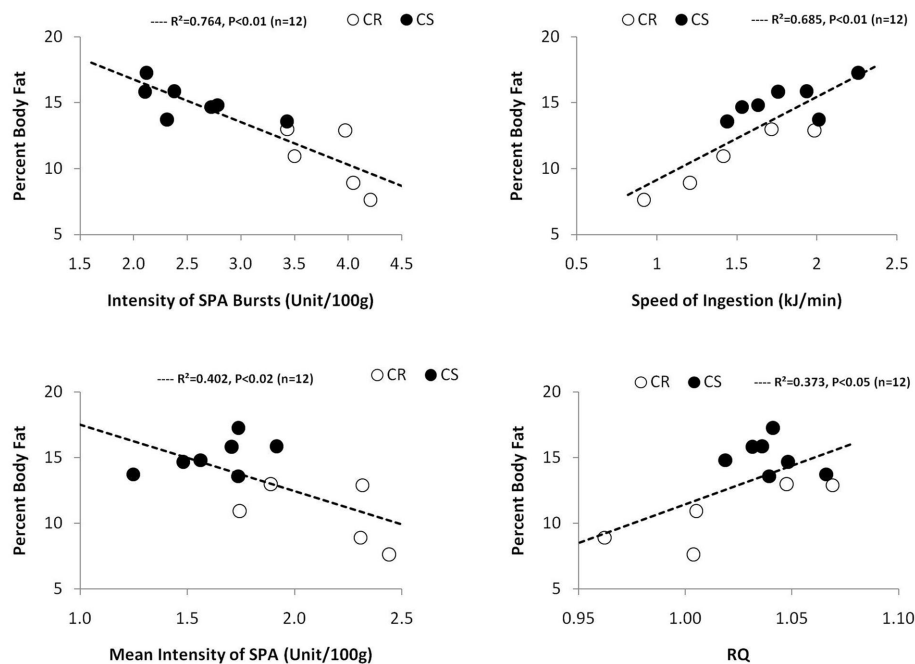 ---- R²=0.764, P<0.01 (n=12)
CR CS
Percent Body Fat
20
15
10
5
1.5 2.0 2.5 3.0 3.5 4.0 4.5
Intensity of SPA Bursts (Unit/100g)
CR CS
---- R²=0.685, P<0.01 (n=12)
Percent Body Fat
20
15
10
5
0.5 1 1.5 2 2.5
Speed of Ingestion (kJ/min)
---- R²=0.402, P<0.02 (n=12)
CR CS
Percent Body Fat
20
15
10
5
1.0 1.5 2.0 2.5
Mean Intensity of SPA (Unit/100g)
CR CS
---- R²=0.373, P<0.05 (n=12)
Percent Body Fat
20
15
10
5
0.95 1.00 1.05 1.10
RQ